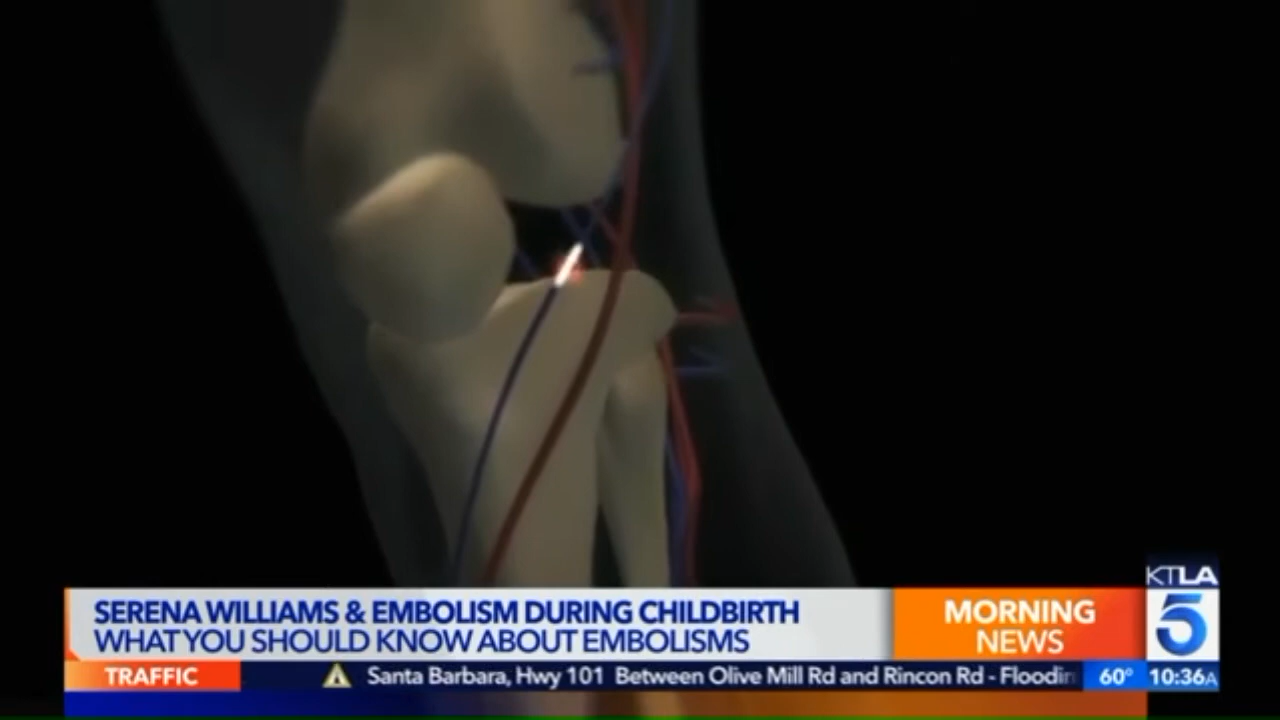 SERENA WILLIAMS & EMBOLISM DURING CHILDBIRTH
WHAT YOU SHOULD KNOW ABOUT EMBOLISMS
MORNING
NEWS
KTLA
5
TRAFFIC
Santa Barbara, Hwy 101 Between Olive Mill Rd and Rincon Rd - Floodin
60°
10:36A